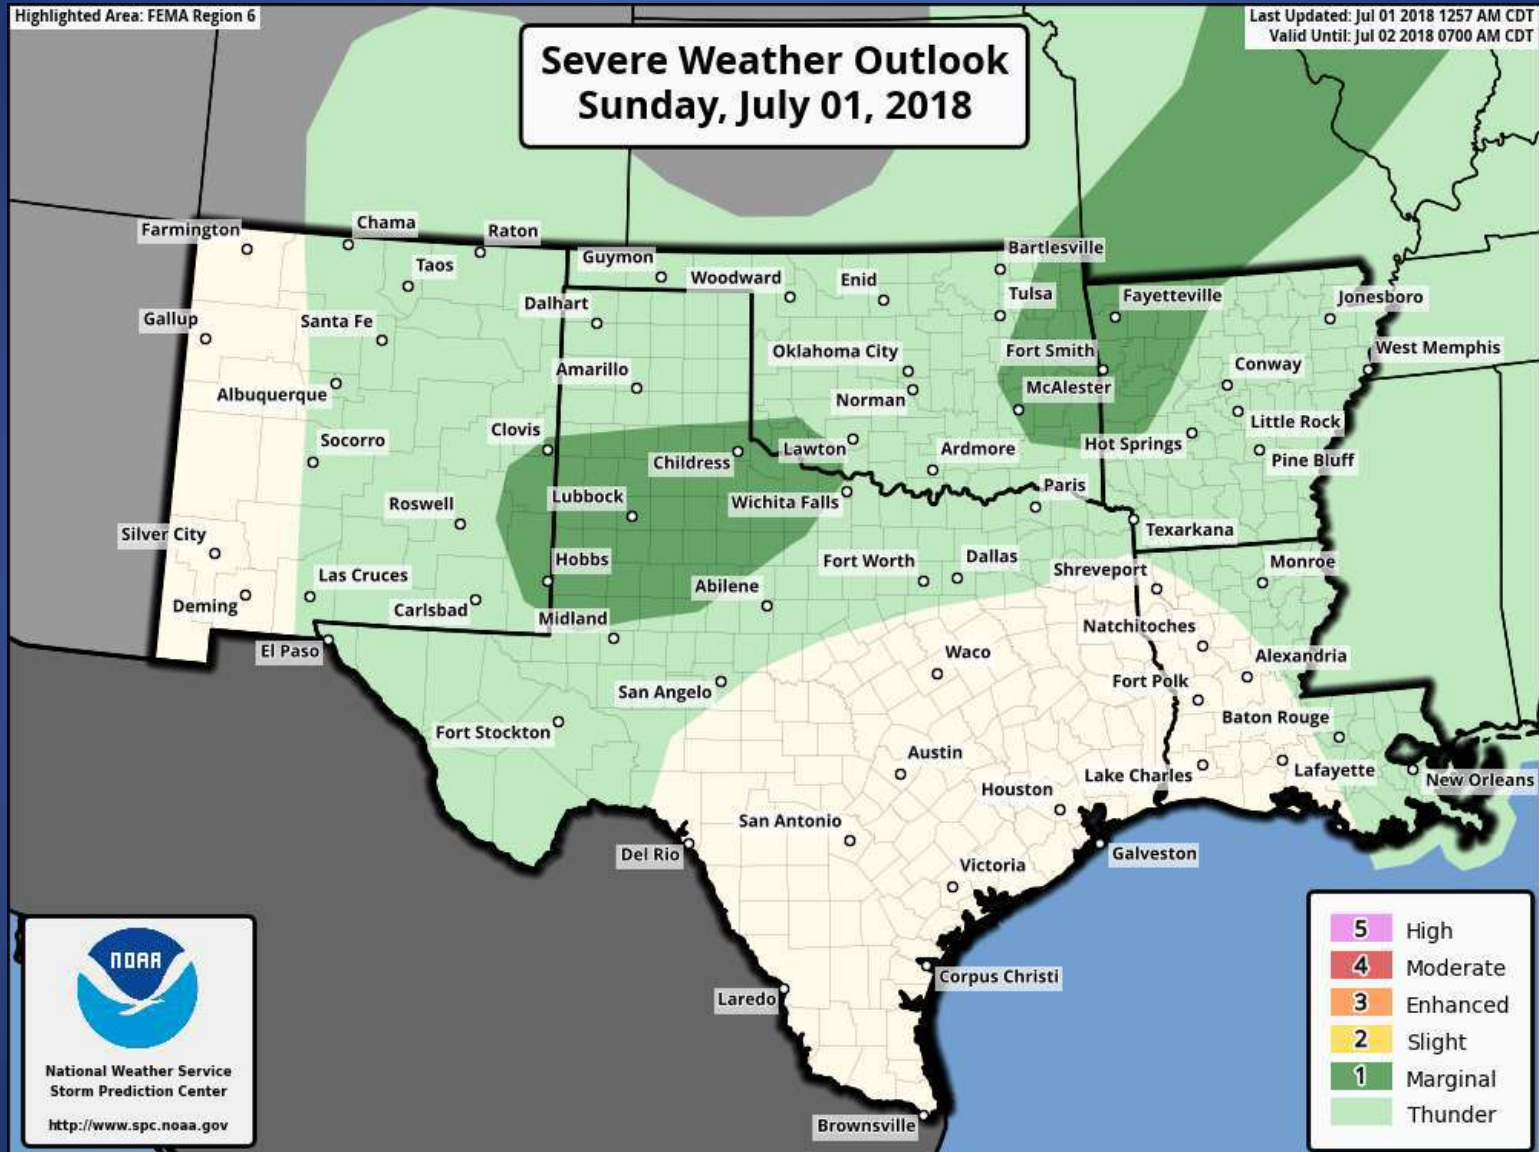 Highlighted Area: FEMA Region 6
Last Updated: Jul 01 2018 1257 AM CDT
Valid Until: Jul 02 2018 0700 AM CDT
Severe Weather Outlook
Sunday, July 01, 2018
Farmington
Chama
Raton
Taos
Guymon
Woodward
Enid
Bartlesville
Tulsa
Fayetteville
Jonesboro
Gallup
Santa Fe
Dalhart
Oklahoma City
Fort Smith
West Memphis
Albuquerque
Amarillo
Norman
McAlester
Conway
Little Rock
Socorro
Clovis
Childress
Lawton
Ardmore
Hot Springs
Pine Bluff
Roswell
Lubbock
Wichita Falls
Paris
Texarkana
Silver City
Hobbs
Fort Worth
Dallas
Shreveport
Monroe
Las Cruces
Deming
Carlsbad
Midland
Abilene
Natchitoches
El Paso
San Angelo
Waco
Fort Polk
Alexandria
Fort Stockton
Baton Rouge
Austin
Houston
Lake Charles
Lafayette
New Orleans
San Antonio
Del Rio
Victoria
Galveston
Laredo
Corpus Christi
Brownsville
NOAA
National Weather Service
Storm Prediction Center
http://www.spc.noaa.gov
5 High
4 Moderate
3 Enhanced
2 Slight
1 Marginal
Thunder